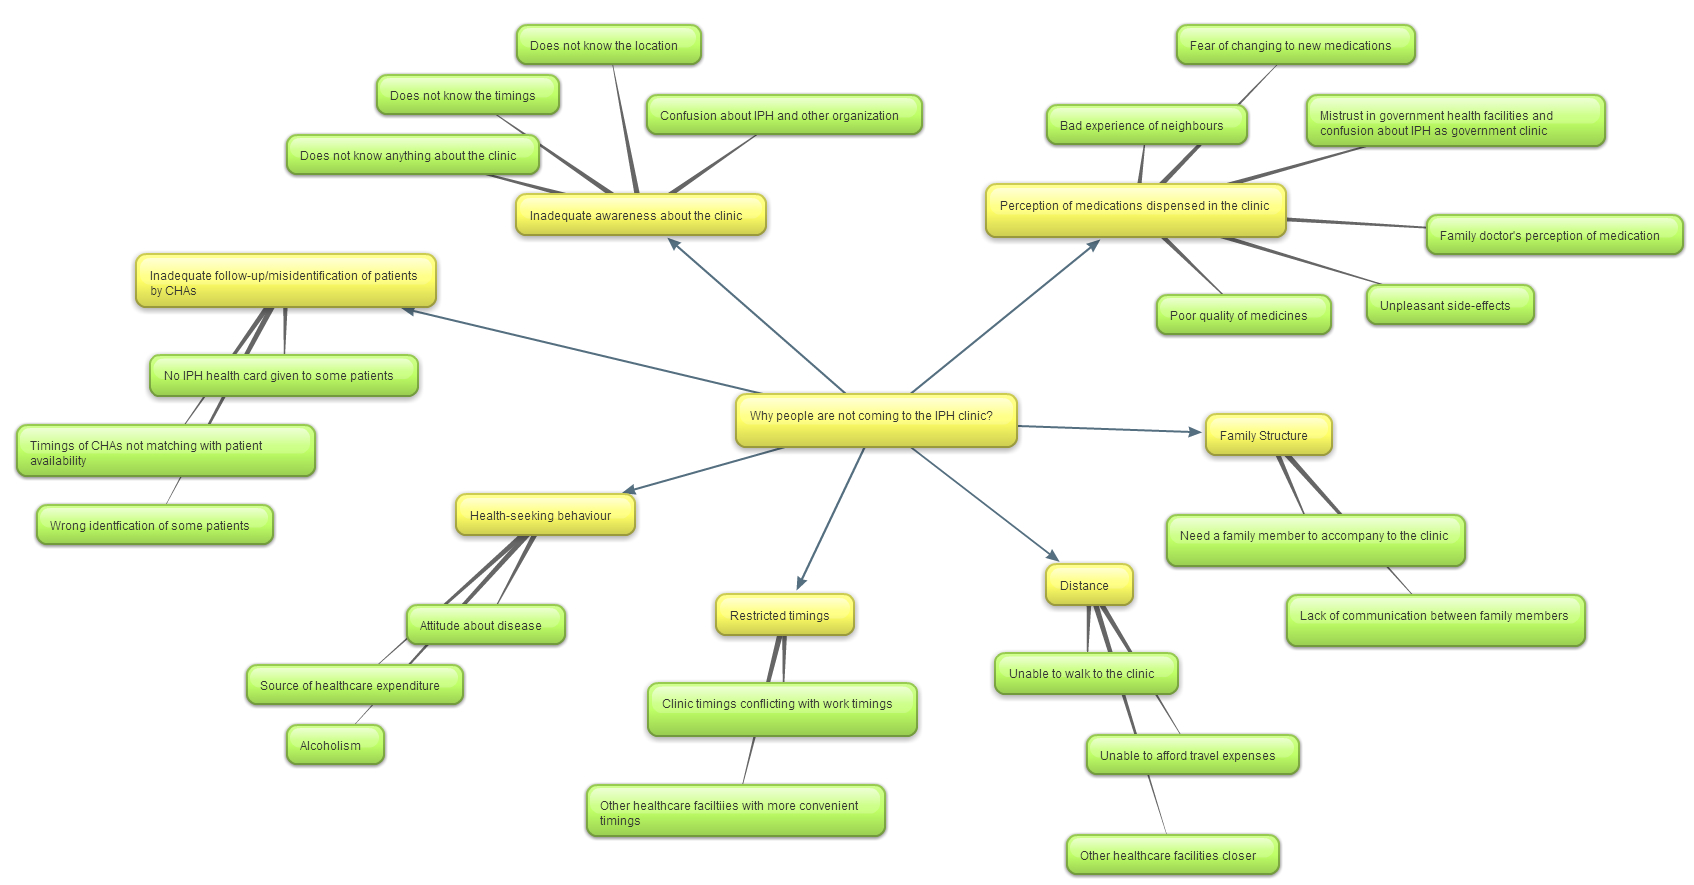 Does not know the location
Fear of changing to new medications
Does not know the timings
Confusion about IPH and other organization
Bad experience of neighbours
Mistrust in government health facilities and
confusion about IPH as government clinic
Does not know anything about the clinic
Inadequate awareness about the clinic
Perception of medications dispensed in the clinic
Family doctor's perception of medication
Inadequate follow-up/misidentification of patients
by CHAs
Unpleasant side-effects
Poor quality of medicines
No IPH health card given to some patients
Why people are not coming to the IPH clinic?
Family Structure
Timings of CHAs not matching with patient
availability
Wrong identfication of some patients
Health-seeking behaviour
Need a family member to accompany to the clinic
Distance
Restricted timings
Lack of communication between family members
Attitude about disease
Unable to walk to the clinic
Source of healthcare expenditure
Clinic timings conflicting with work timings
Alcoholism
Unable to afford travel expenses
Other healthcare faciltiies with more convenient
timings
Other healthcare facilities closer